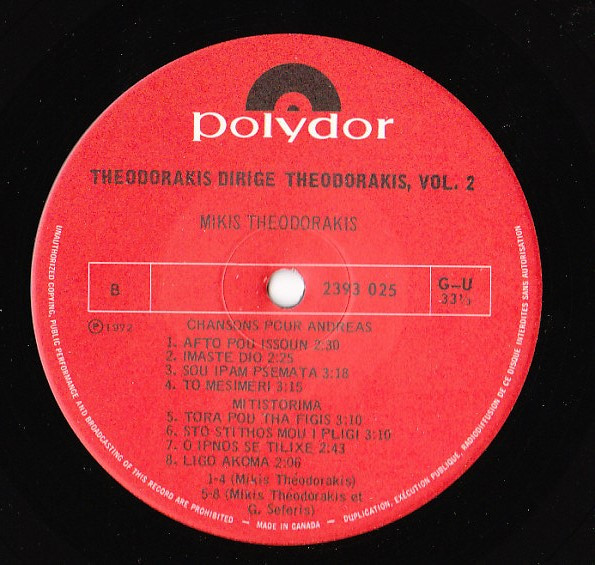 polydor
THEODORAKIS DIRIGE THEODORAKIS, VOL. 2
MIKIS THEODORAKIS
B 2393 025 G-U
33⅓
Ⓟ1972
CHANSONS POUR ANDREAS
1. AFTO POU ISSOUN 2:30
2. IMASTE DIO 2:25
3. SOU IPAM PSEMATA 3:18
4. TO MESIMERI 3:15
MITISTORIMA
5. TORA POU THA FIGIS 3:10
6. STO STITHOS MOU I PLIGI 3:10
7. O IPNOS SE TILIXE 2:43
8. LIGO AKOMA 2:06
1-4 (Mikis Théodorakis)
5-8 (Mikis Théodorakis et
G. Seferis)
UNAUTHORIZED COPYING, PUBLIC PERFORMANCE AND BROADCASTING OF THIS RECORD ARE PROHIBITED — MADE IN CANADA — DUPLICATION, EXÉCUTION PUBLIQUE, RADIODIFFUSION DE CE DISQUE INTERDITES SANS AUTORISATION